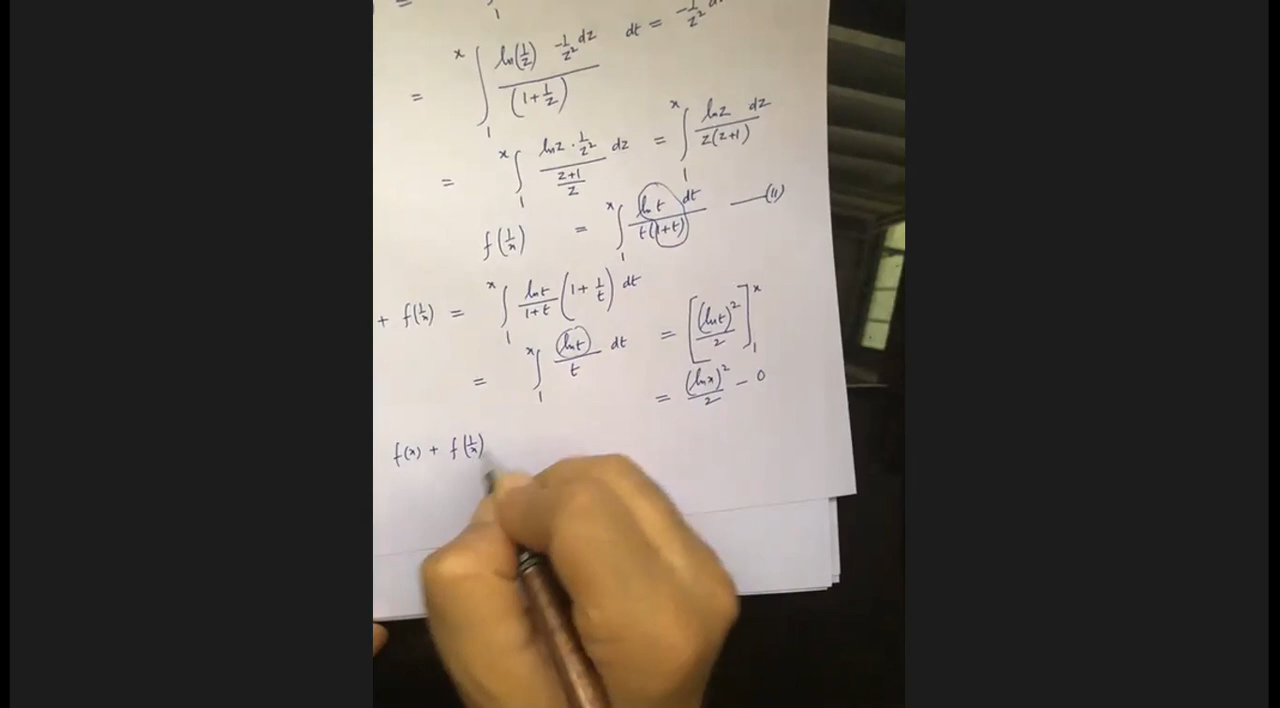 = ∫₁
= ∫₁ˣ (ln(1/z) · -1/z² dz)/(1 + 1/z) dt = -1/z² d
= ∫₁ˣ (ln z · 1/z²)/((z+1)/z) dz = ∫₁ˣ (ln z dz)/(z(z+1))
f(1/x) = ∫₁ˣ (ln t dt)/(t(1+t)) —(11)
+ f(1/x) = ∫₁ˣ (ln t)/(1+t) (1 + 1/t) dt
= ∫₁ˣ (ln t)/t dt = [(ln t)²/2]₁ˣ
= (ln x)²/2 - 0
f(x) + f(1/x)